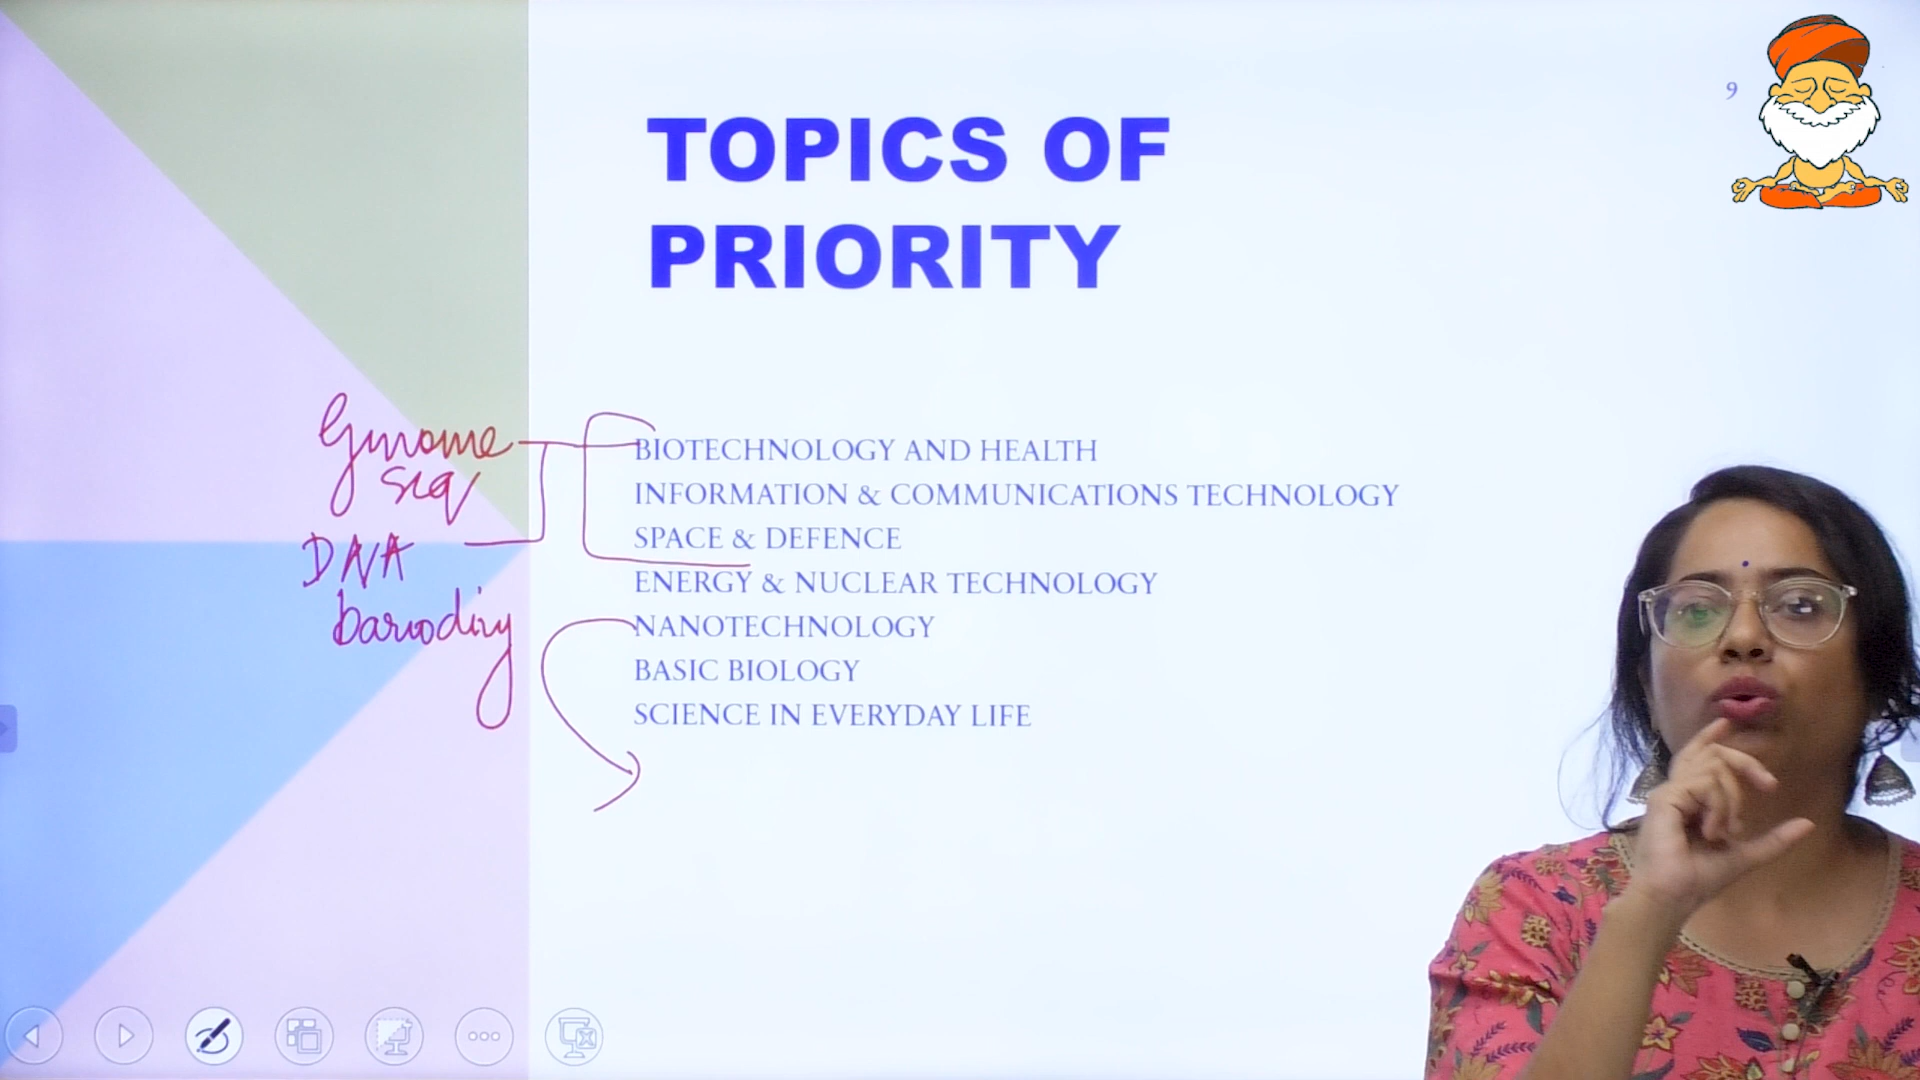 9
TOPICS OF
PRIORITY
Genome
seq
DNA
barcoding
BIOTECHNOLOGY AND HEALTH
INFORMATION & COMMUNICATIONS TECHNOLOGY
SPACE & DEFENCE
ENERGY & NUCLEAR TECHNOLOGY
NANOTECHNOLOGY
BASIC BIOLOGY
SCIENCE IN EVERYDAY LIFE